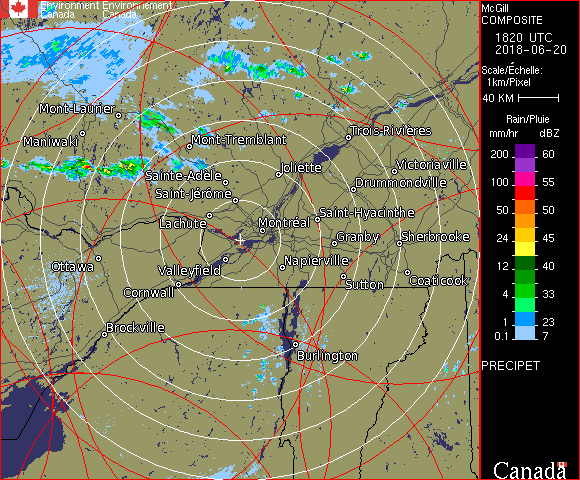 Environment Environnement
Canada Canada
McGill
COMPOSITE
1820 UTC
2018-06-20
Scale/Échelle:
1km/Pixel
40 KM
Rain/Pluie
mm/hr dBZ
200 60
100 55
50 50
24 45
12 40
4 33
1 23
0.1 7
PRECIPET
Canada
Mont-Laurier
Maniwaki
Mont-Tremblant
Trois-Rivières
Joliette
Victoriaville
Sainte-Adèle
Drummondville
Saint-Jérôme
Lachute
Saint-Hyacinthe
Montréal
Granby
Sherbrooke
Ottawa
Valleyfield
Napierville
Sutton
Coaticook
Cornwall
Brockville
Burlington